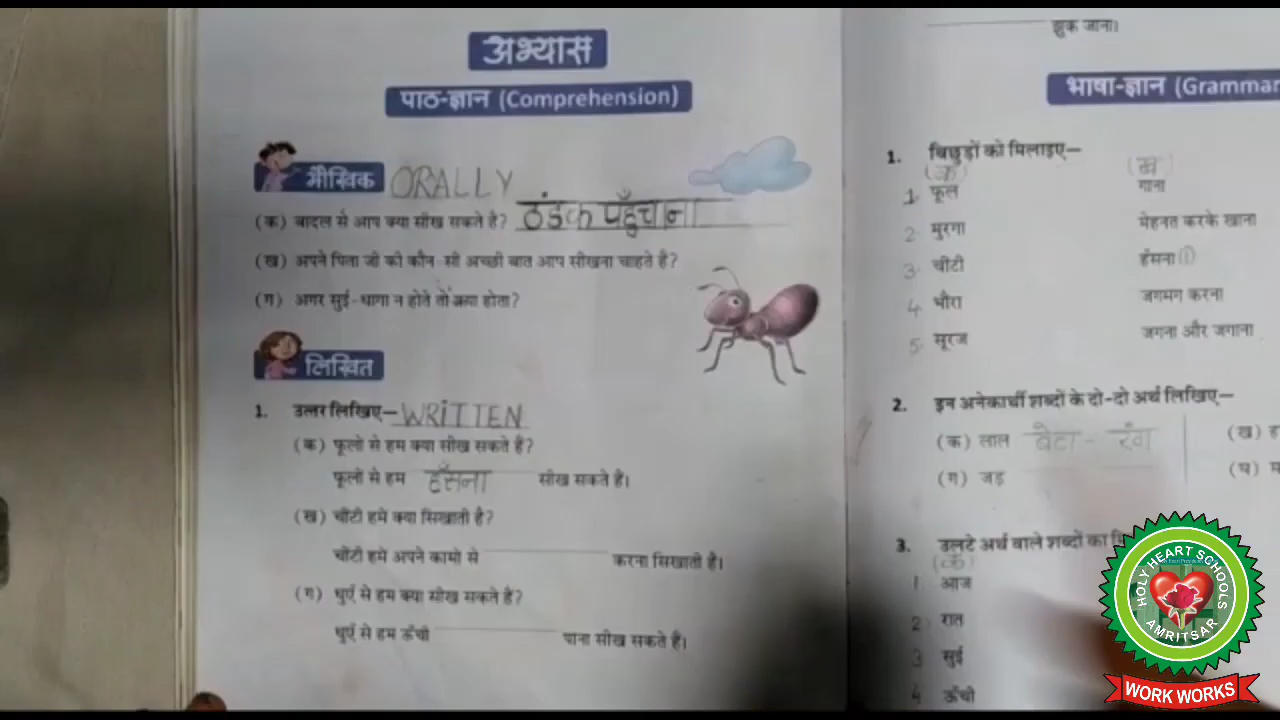 अभ्यास
पाठ-ज्ञान (Comprehension)
मौखिक ORALLY
(क) बादल से आप क्या सीख सकते है? ठंडक पहुँचाना
(ख) अपने पिता जी की कौन-सी अच्छी बात आप सीखना चाहते हैं?
(ग) अगर सुई-धागा न होते तो क्या होता?
लिखित
1. उत्तर लिखिए– WRITTEN
(क) फूलों से हम क्या सीख सकते हैं?
फूलों से हम हँसना सीख सकते हैं।
(ख) चींटी हमें क्या सिखाती है?
चींटी हमें अपने कामों से करना सिखाती है।
(ग) धुएँ से हम क्या सीख सकते हैं?
धुएँ से हम ऊँची पाना सीख सकते हैं।
झुक जाना।
भाषा-ज्ञान (Grammar
1. बिछुड़ों को मिलाइए–
(क) (ख)
1. फूल गाना
2. मुरगा मेहनत करके खाना
3. चींटी हँसना ①
4. भौंरा जगमग करना
5. सूरज जगना और जगाना
2. इन अनेकार्थी शब्दों के दो-दो अर्थ लिखिए–
(क) लाल बेटा - रंग (ख)
(ग) जड़ (घ)
3. उलटे अर्थ वाले शब्दों का
(क)
1 आज
2 रात
3 सुई
4 ऊँची
HOLY HEART SCHOOLS
AMRITSAR
WORK WORKS